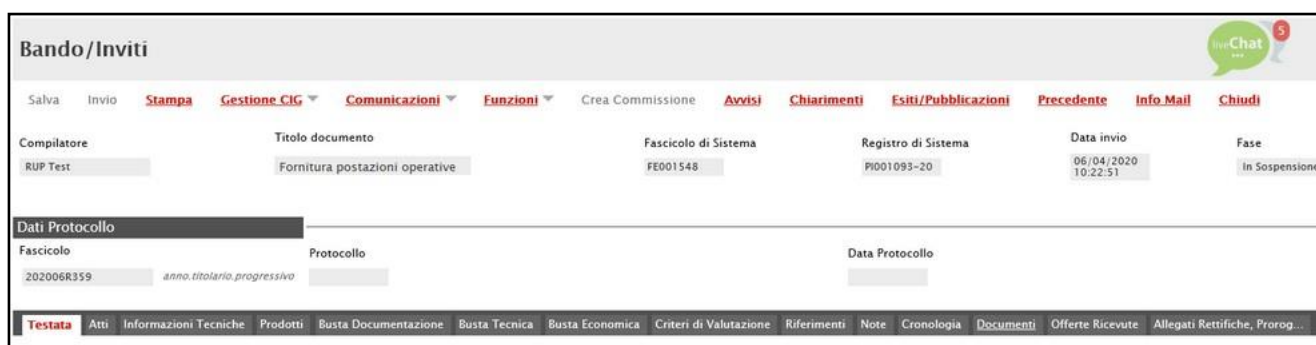 Bando/Inviti
liveChat
5
Salva Invio Stampa Gestione CIG Comunicazioni Funzioni Crea Commissione Avvisi Chiarimenti Esiti/Pubblicazioni Precedente Info Mail Chiudi
Compilatore Titolo documento Fascicolo di Sistema Registro di Sistema Data invio Fase
RUP Test Fornitura postazioni operative FE001548 PI001093-20 06/04/2020 In Sospensione
10:22:51
Dati Protocollo
Fascicolo Protocollo Data Protocollo
202006R359 anno.titolario.progressivo
Testata Atti Informazioni Tecniche Prodotti Busta Documentazione Busta Tecnica Busta Economica Criteri di Valutazione Riferimenti Note Cronologia Documenti Offerte Ricevute Allegati Rettifiche, Prorog...